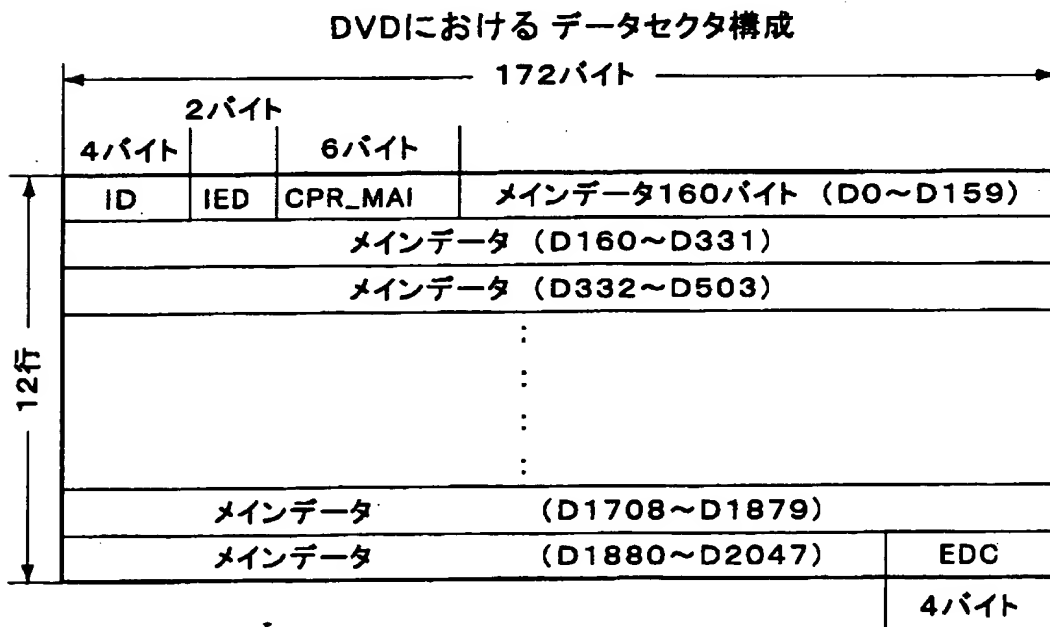 DVDにおける データセクタ構成
172バイト
2バイト
4バイト
6バイト
ID
IED
CPR_MAI
メインデータ160バイト (D0～D159)
メインデータ (D160～D331)
メインデータ (D332～D503)
12行
メインデータ (D1708～D1879)
メインデータ (D1880～D2047)
EDC
4バイト